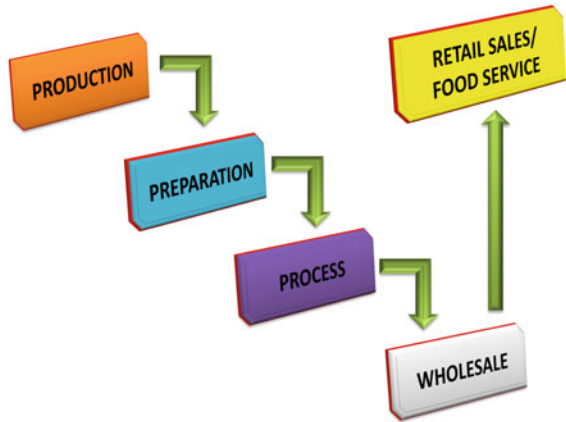 PRODUCTION
PREPARATION
PROCESS
WHOLESALE
RETAIL SALES/
FOOD SERVICE